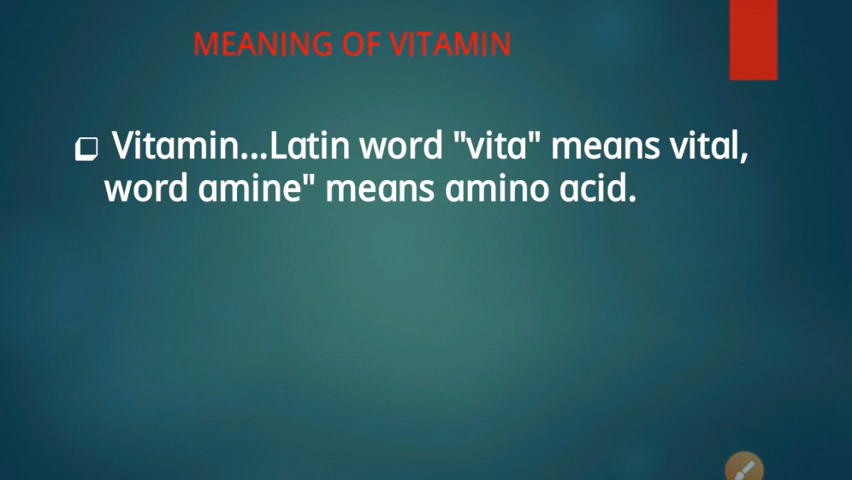 MEANING OF VITAMIN
Vitamin...Latin word "vita" means vital,
word amine" means amino acid.